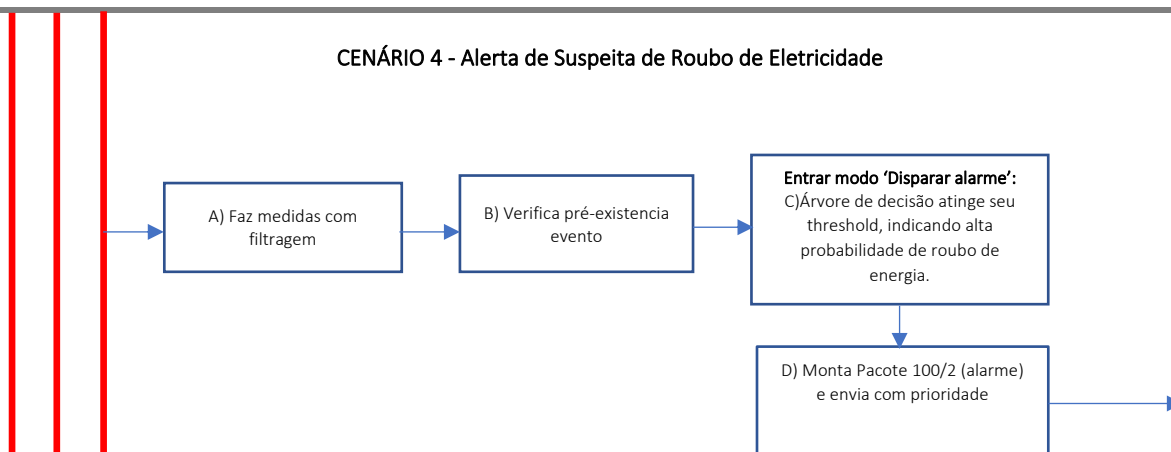 CENÁRIO 4 - Alerta de Suspeita de Roubo de Eletricidade
A) Faz medidas com
filtragem
B) Verifica pré-existencia
evento
Entrar modo ‘Disparar alarme’:
C)Árvore de decisão atinge seu
threshold, indicando alta
probabilidade de roubo de
energia.
D) Monta Pacote 100/2 (alarme)
e envia com prioridade